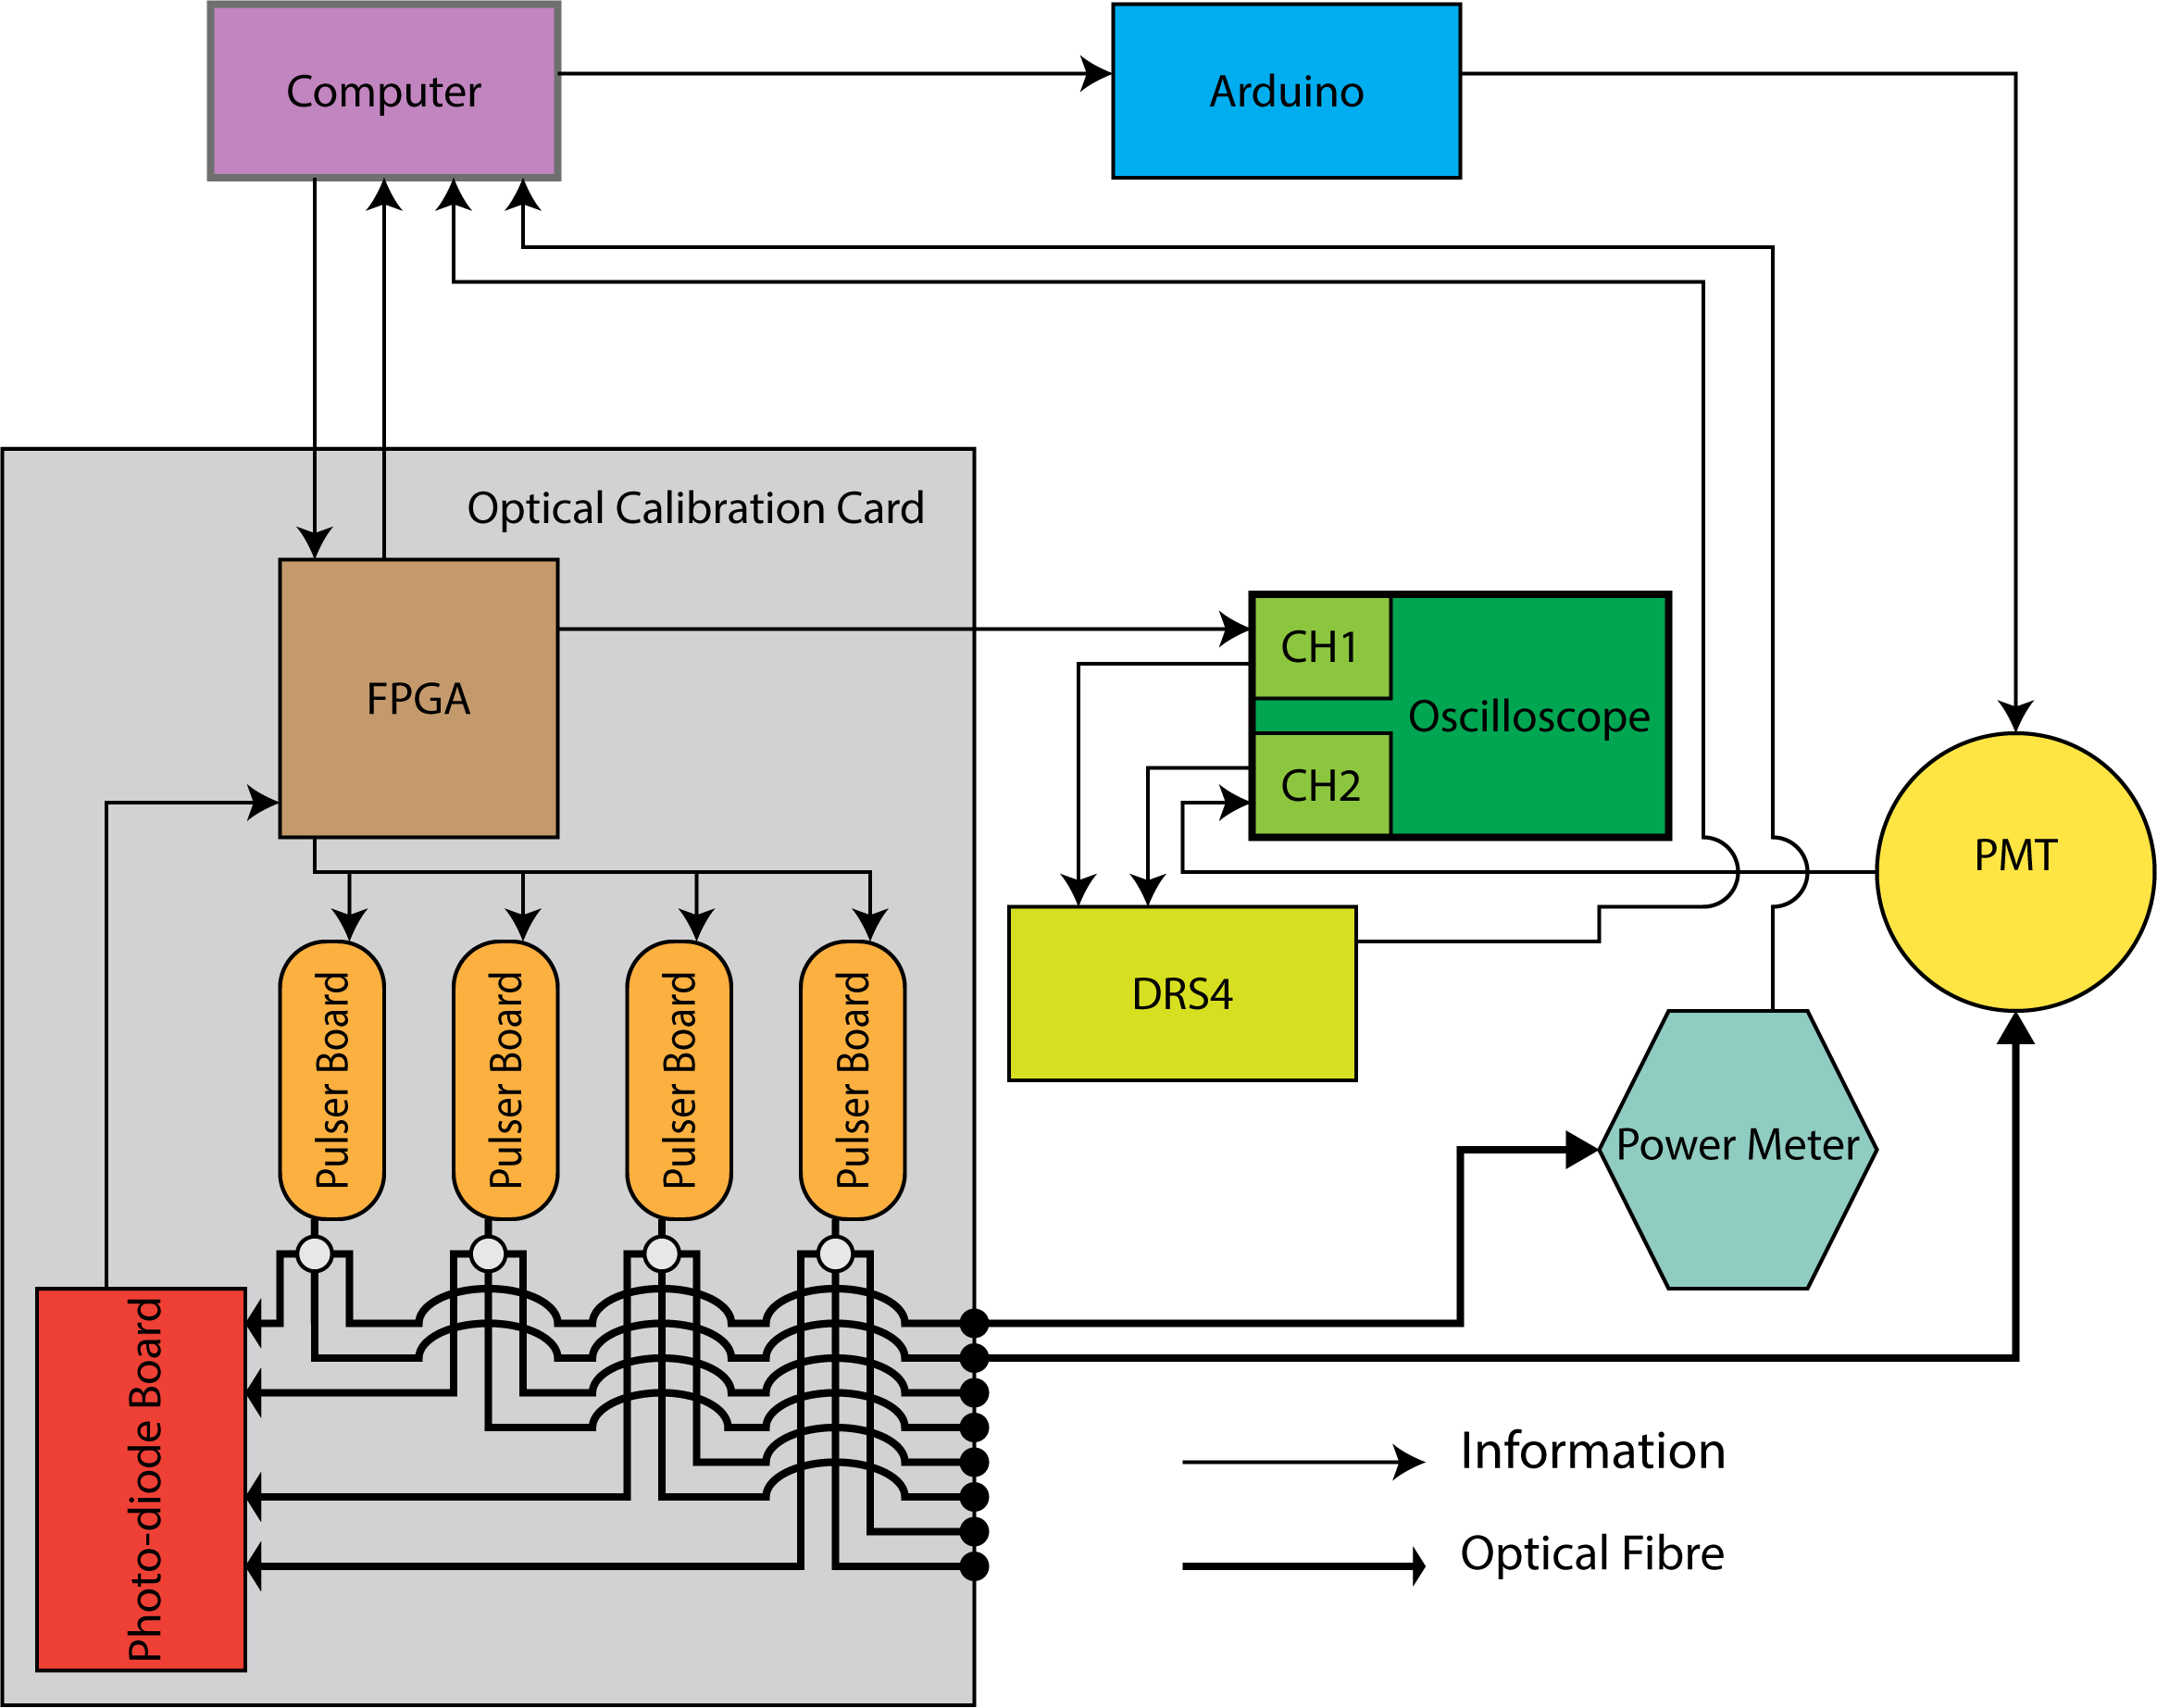 Computer
Arduino
Optical Calibration Card
FPGA
CH1
Oscilloscope
CH2
PMT
DRS4
Pulser Board
Pulser Board
Pulser Board
Pulser Board
Power Meter
Photo-diode Board
Information
Optical Fibre